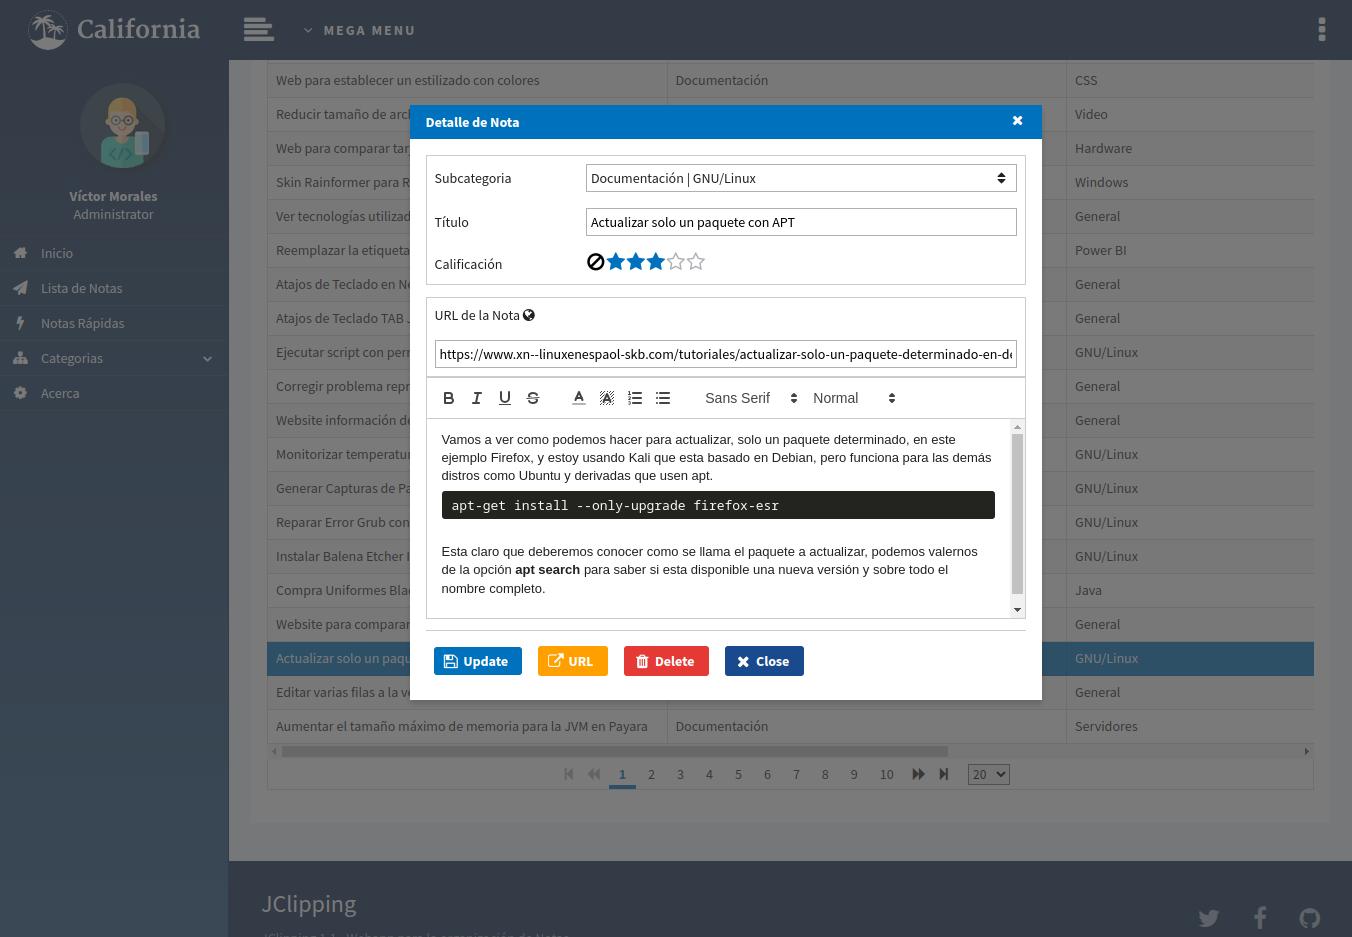 California
MEGA MENU
Víctor Morales
Administrator
Inicio
Lista de Notas
Notas Rápidas
Categorias
Acerca
Web para establecer un estilizado con colores Documentación CSS
Reducir tamaño de Video
Web para comparar Hardware
Skin Rainformer para Windows
Ver tecnologías General
Reemplazar la etiqueta Power BI
Atajos de Teclado en General
Atajos de Teclado TAB General
Ejecutar script con GNU/Linux
Corregir problema General
Website información General
Monitorizar GNU/Linux
Generar Capturas de GNU/Linux
Reparar Error Grub con GNU/Linux
Instalar Balena Etcher GNU/Linux
Compra Uniformes Java
Website para General
Actualizar solo un GNU/Linux
Editar varias filas a la General
Aumentar el tamaño máximo de memoria para la JVM en Payara Documentación Servidores
1 2 3 4 5 6 7 8 9 10 20
Detalle de Nota
Subcategoria Documentación | GNU/Linux
Título Actualizar solo un paquete con APT
Calificación
URL de la Nota
https://www.xn--linuxenespaol-skb.com/tutoriales/actualizar-solo-un-paquete-determinado-en-de
B I U S A A Sans Serif Normal
Vamos a ver como podemos hacer para actualizar, solo un paquete determinado, en este
ejemplo Firefox, y estoy usando Kali que esta basado en Debian, pero funciona para las demás
distros como Ubuntu y derivadas que usen apt.
apt-get install --only-upgrade firefox-esr
Esta claro que deberemos conocer como se llama el paquete a actualizar, podemos valernos
de la opción apt search para saber si esta disponible una nueva versión y sobre todo el
nombre completo.
Update URL Delete Close
JClipping